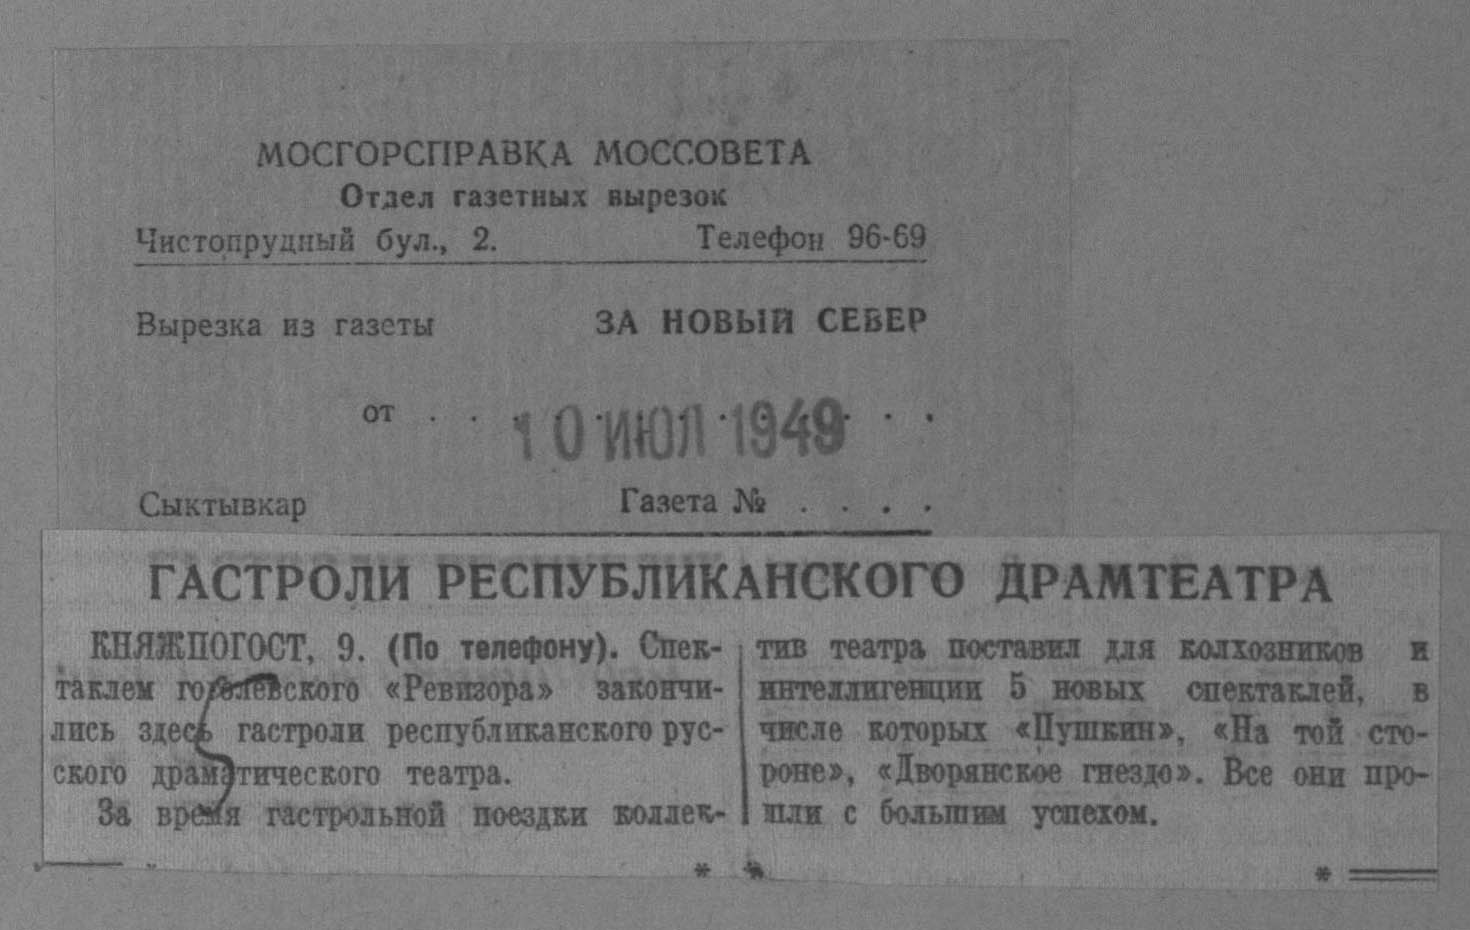 МОСГОРСПРАВКА МОССОВЕТА
Отдел газетных вырезок
Чистопрудный бул., 2. Телефон 96-69
Вырезка из газеты ЗА НОВЫЙ СЕВЕР
от . . 10 ИЮЛ 1949 . .
Сыктывкар Газета № . . . .
ГАСТРОЛИ РЕСПУБЛИКАНСКОГО ДРАМТЕАТРА
КНЯЖПОГОСТ, 9. (По телефону). Спек-
таклем гоголевского «Ревизора» закончи-
лись здесь гастроли республиканского рус-
ского драматического театра.
За время гастрольной поездки коллек-
тив театра поставил для колхозников и
интеллигенции 5 новых спектаклей, в
числе которых «Пушкин», «На той сто-
роне», «Дворянское гнездо». Все они про-
шли с большим успехом.